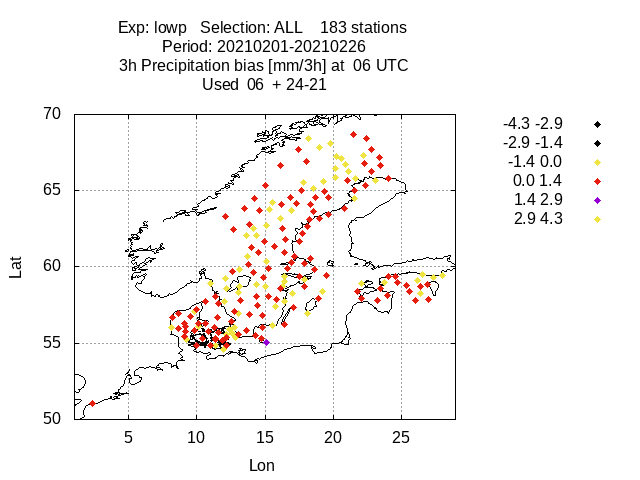 Exp: lowp   Selection: ALL    183 stations
Period: 20210201-20210226
3h Precipitation bias [mm/3h] at  06 UTC
Used  06  + 24-21
-4.3 -2.9
-2.9 -1.4
-1.4 0.0
0.0 1.4
1.4 2.9
2.9 4.3
70
65
60
55
50
Lat
5 10 15 20 25
Lon